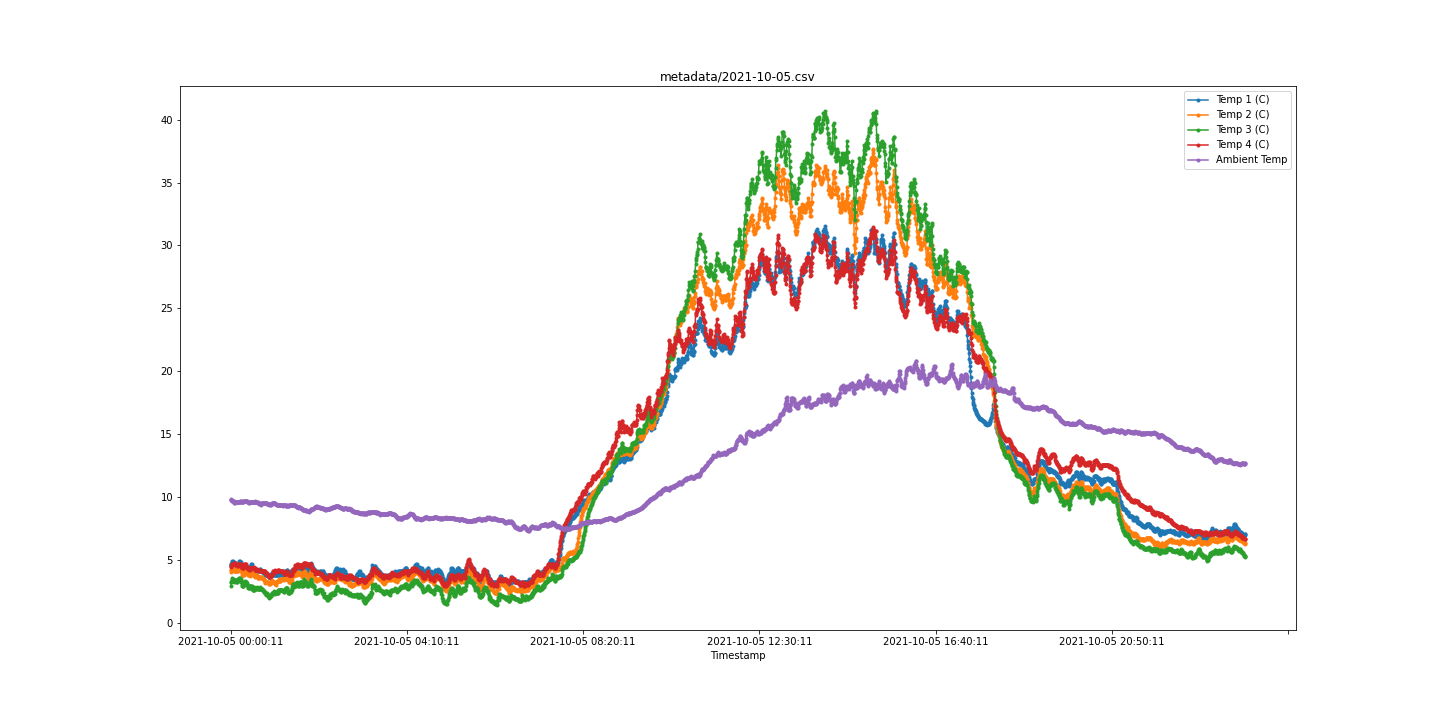 metadata/2021-10-05.csv
Temp 1 (C)
Temp 2 (C)
Temp 3 (C)
Temp 4 (C)
Ambient Temp
40
35
30
25
20
15
10
5
0
2021-10-05 00:00:11 2021-10-05 04:10:11 2021-10-05 08:20:11 2021-10-05 12:30:11 2021-10-05 16:40:11 2021-10-05 20:50:11
Timestamp